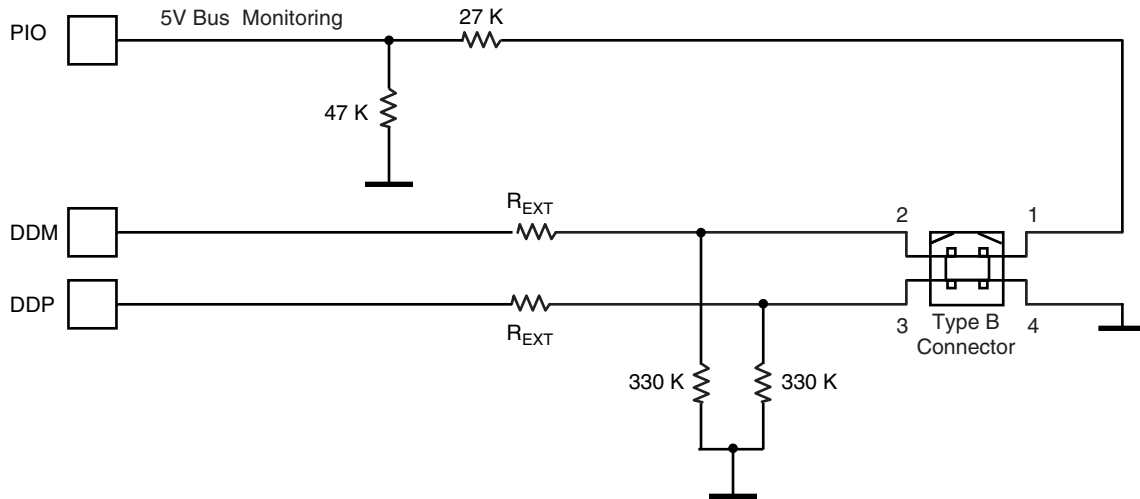 5V Bus Monitoring
27 K
PIO
47 K
R_EXT
2
1
DDM
DDP
R_EXT
3
Type B
Connector
4
330 K
330 K